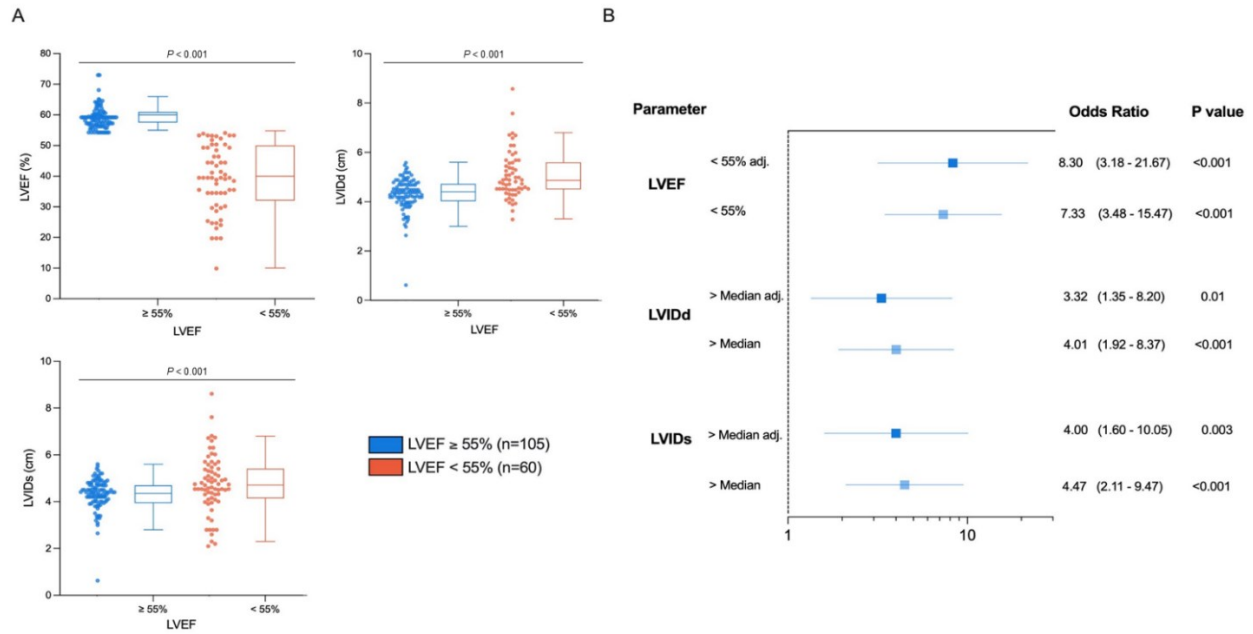 A
P < 0.001
80
70
60
50
40
30
20
10
0
LVEF (%)
≥ 55%
< 55%
LVEF
P < 0.001
10
8
6
4
2
0
LVIDd (cm)
≥ 55%
< 55%
LVEF
P < 0.001
10
8
6
4
2
0
LVIDs (cm)
≥ 55%
< 55%
LVEF
LVEF ≥ 55% (n=105)
LVEF < 55% (n=60)
B
Parameter Odds Ratio P value
LVEF
< 55% adj. 8.30 (3.18 - 21.67) <0.001
< 55% 7.33 (3.48 - 15.47) <0.001
LVIDd
> Median adj. 3.32 (1.35 - 8.20) 0.01
> Median 4.01 (1.92 - 8.37) <0.001
LVIDs
> Median adj. 4.00 (1.60 - 10.05) 0.003
> Median 4.47 (2.11 - 9.47) <0.001
1 10